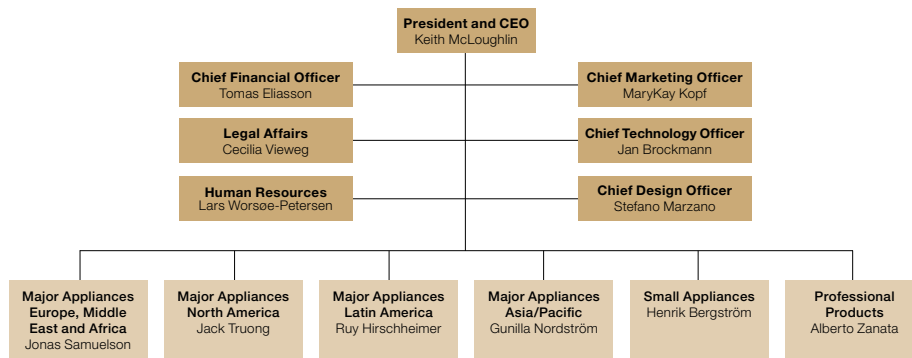 President and CEO
Keith McLoughlin
Chief Financial Officer
Tomas Eliasson
Chief Marketing Officer
MaryKay Kopf
Legal Affairs
Cecilia Vieweg
Chief Technology Officer
Jan Brockmann
Human Resources
Lars Worsøe-Petersen
Chief Design Officer
Stefano Marzano
Major Appliances
Europe, Middle
East and Africa
Jonas Samuelson
Major Appliances
North America
Jack Truong
Major Appliances
Latin America
Ruy Hirschheimer
Major Appliances
Asia/Pacific
Gunilla Nordström
Small Appliances
Henrik Bergström
Professional
Products
Alberto Zanata